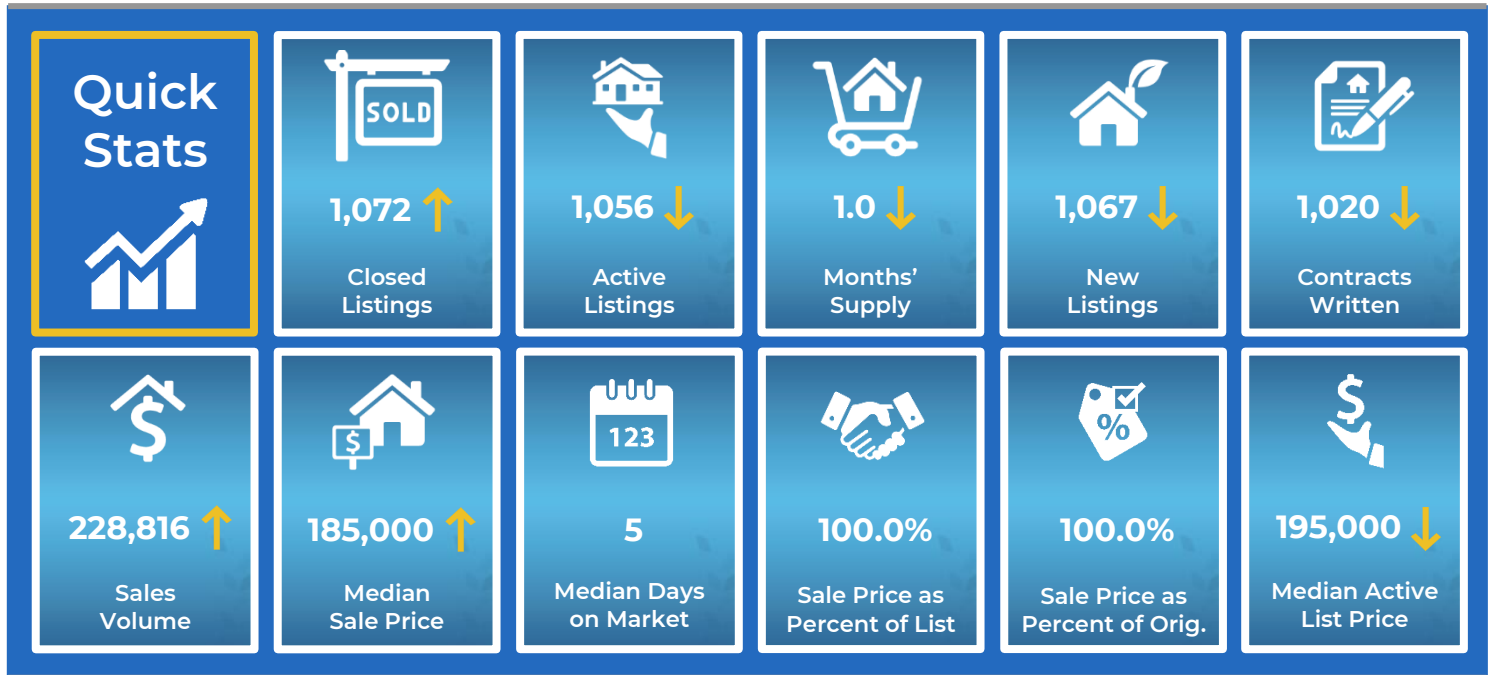 Quick
Stats
SOLD
1,072
Closed
Listings
1,056
Active
Listings
1.0
Months’
Supply
1,067
New
Listings
1,020
Contracts
Written
$
228,816
Sales
Volume
$
185,000
Median
Sale Price
123
5
Median Days
on Market
100.0%
Sale Price as
Percent of List
%
100.0%
Sale Price as
Percent of Orig.
$
195,000
Median Active
List Price